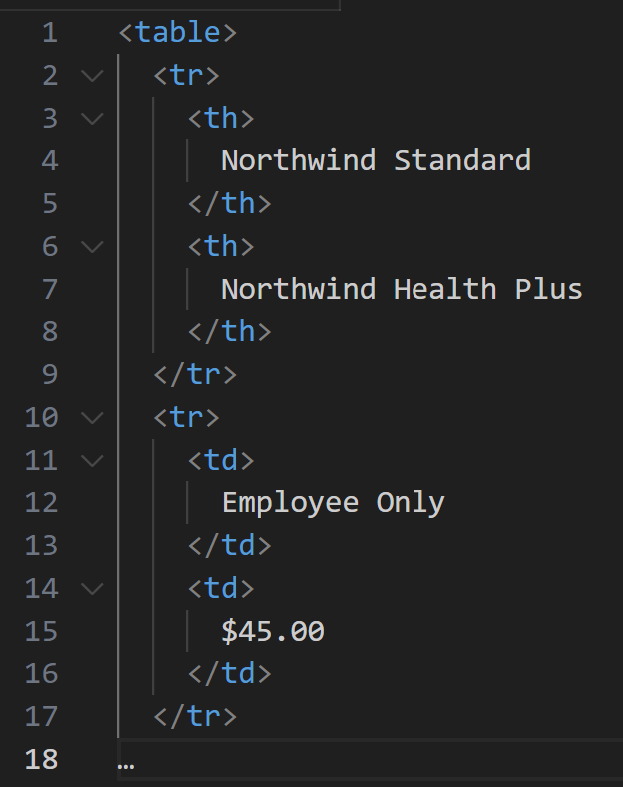 1 <table>
2 <tr>
3 <th>
4 Northwind Standard
5 </th>
6 <th>
7 Northwind Health Plus
8 </th>
9 </tr>
10 <tr>
11 <td>
12 Employee Only
13 </td>
14 <td>
15 $45.00
16 </td>
17 </tr>
18 …